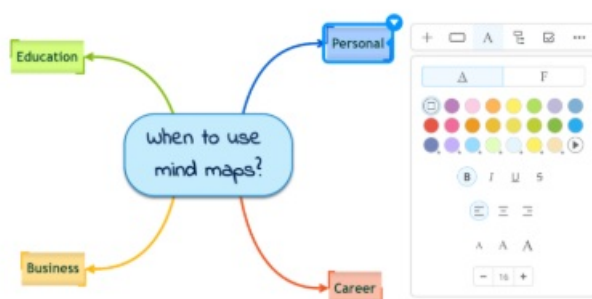 Education
Personal
A
A F
When to use
mind maps?
B I U S
A A A
Business
Career
− 16 +